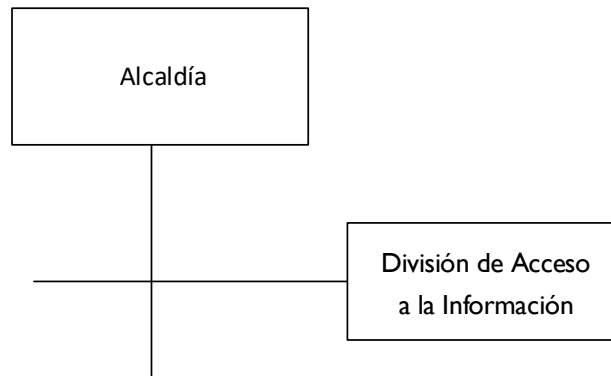 Alcaldía
División de Acceso
a la Información